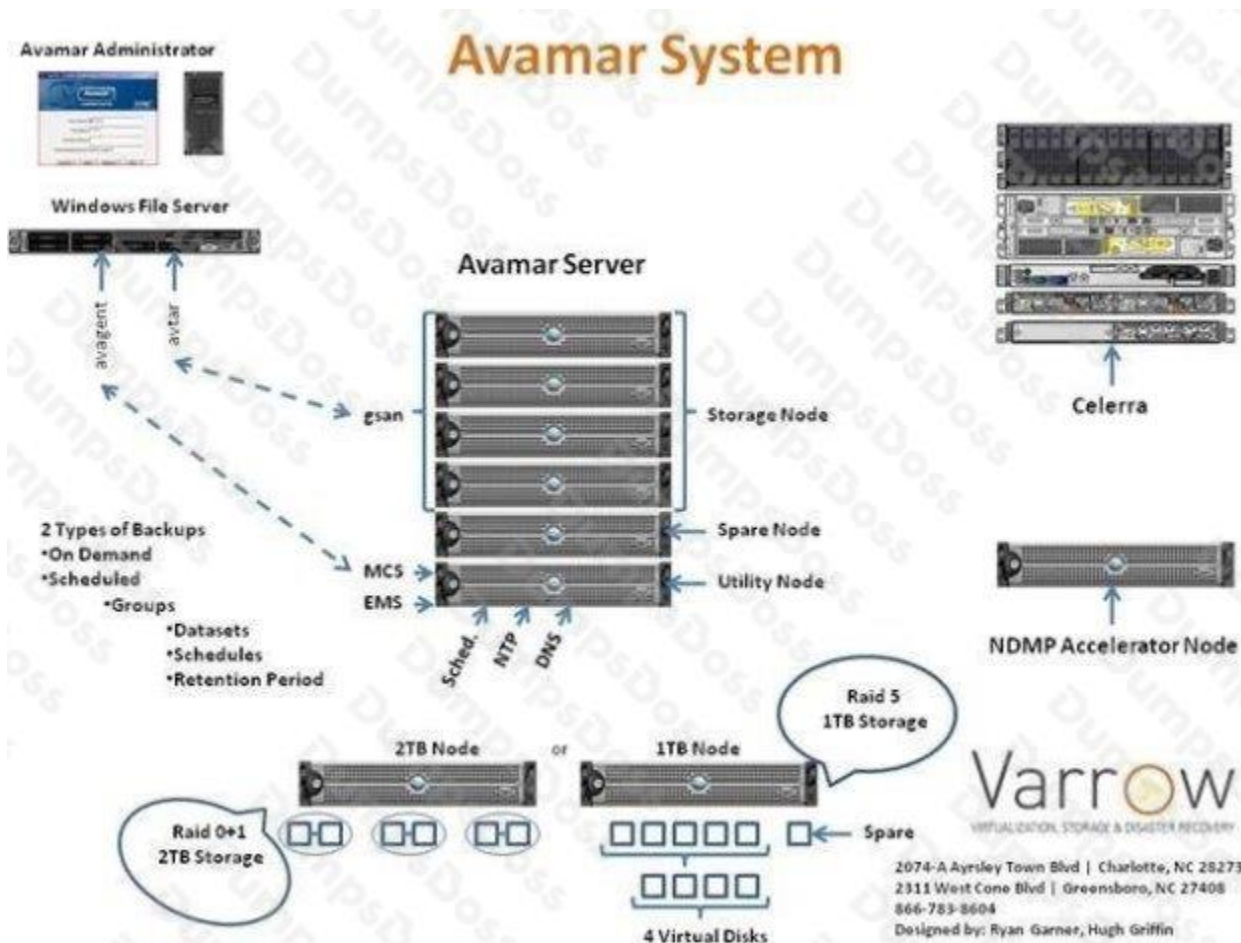 Avamar System
Avamar Administrator
Windows File Server
avagent
avtar
Avamar Server
gsan
Storage Node
Spare Node
MCS
EMS
Utility Node
Sched.
NTP
DNS
Celerra
NDMP Accelerator Node
2 Types of Backups
•On Demand
•Scheduled
•Groups
•Datasets
•Schedules
•Retention Period
2TB Node
or
1TB Node
Raid 5
1TB Storage
Raid 0+1
2TB Storage
Spare
4 Virtual Disks
Varrow
VIRTUALIZATION, STORAGE & DISASTER RECOVERY
2074-A Ayrsley Town Blvd | Charlotte, NC 28273
2311 West Cone Blvd | Greensboro, NC 27408
866-783-8604
Designed by: Ryan Garner, Hugh Griffin
DumpsDoss